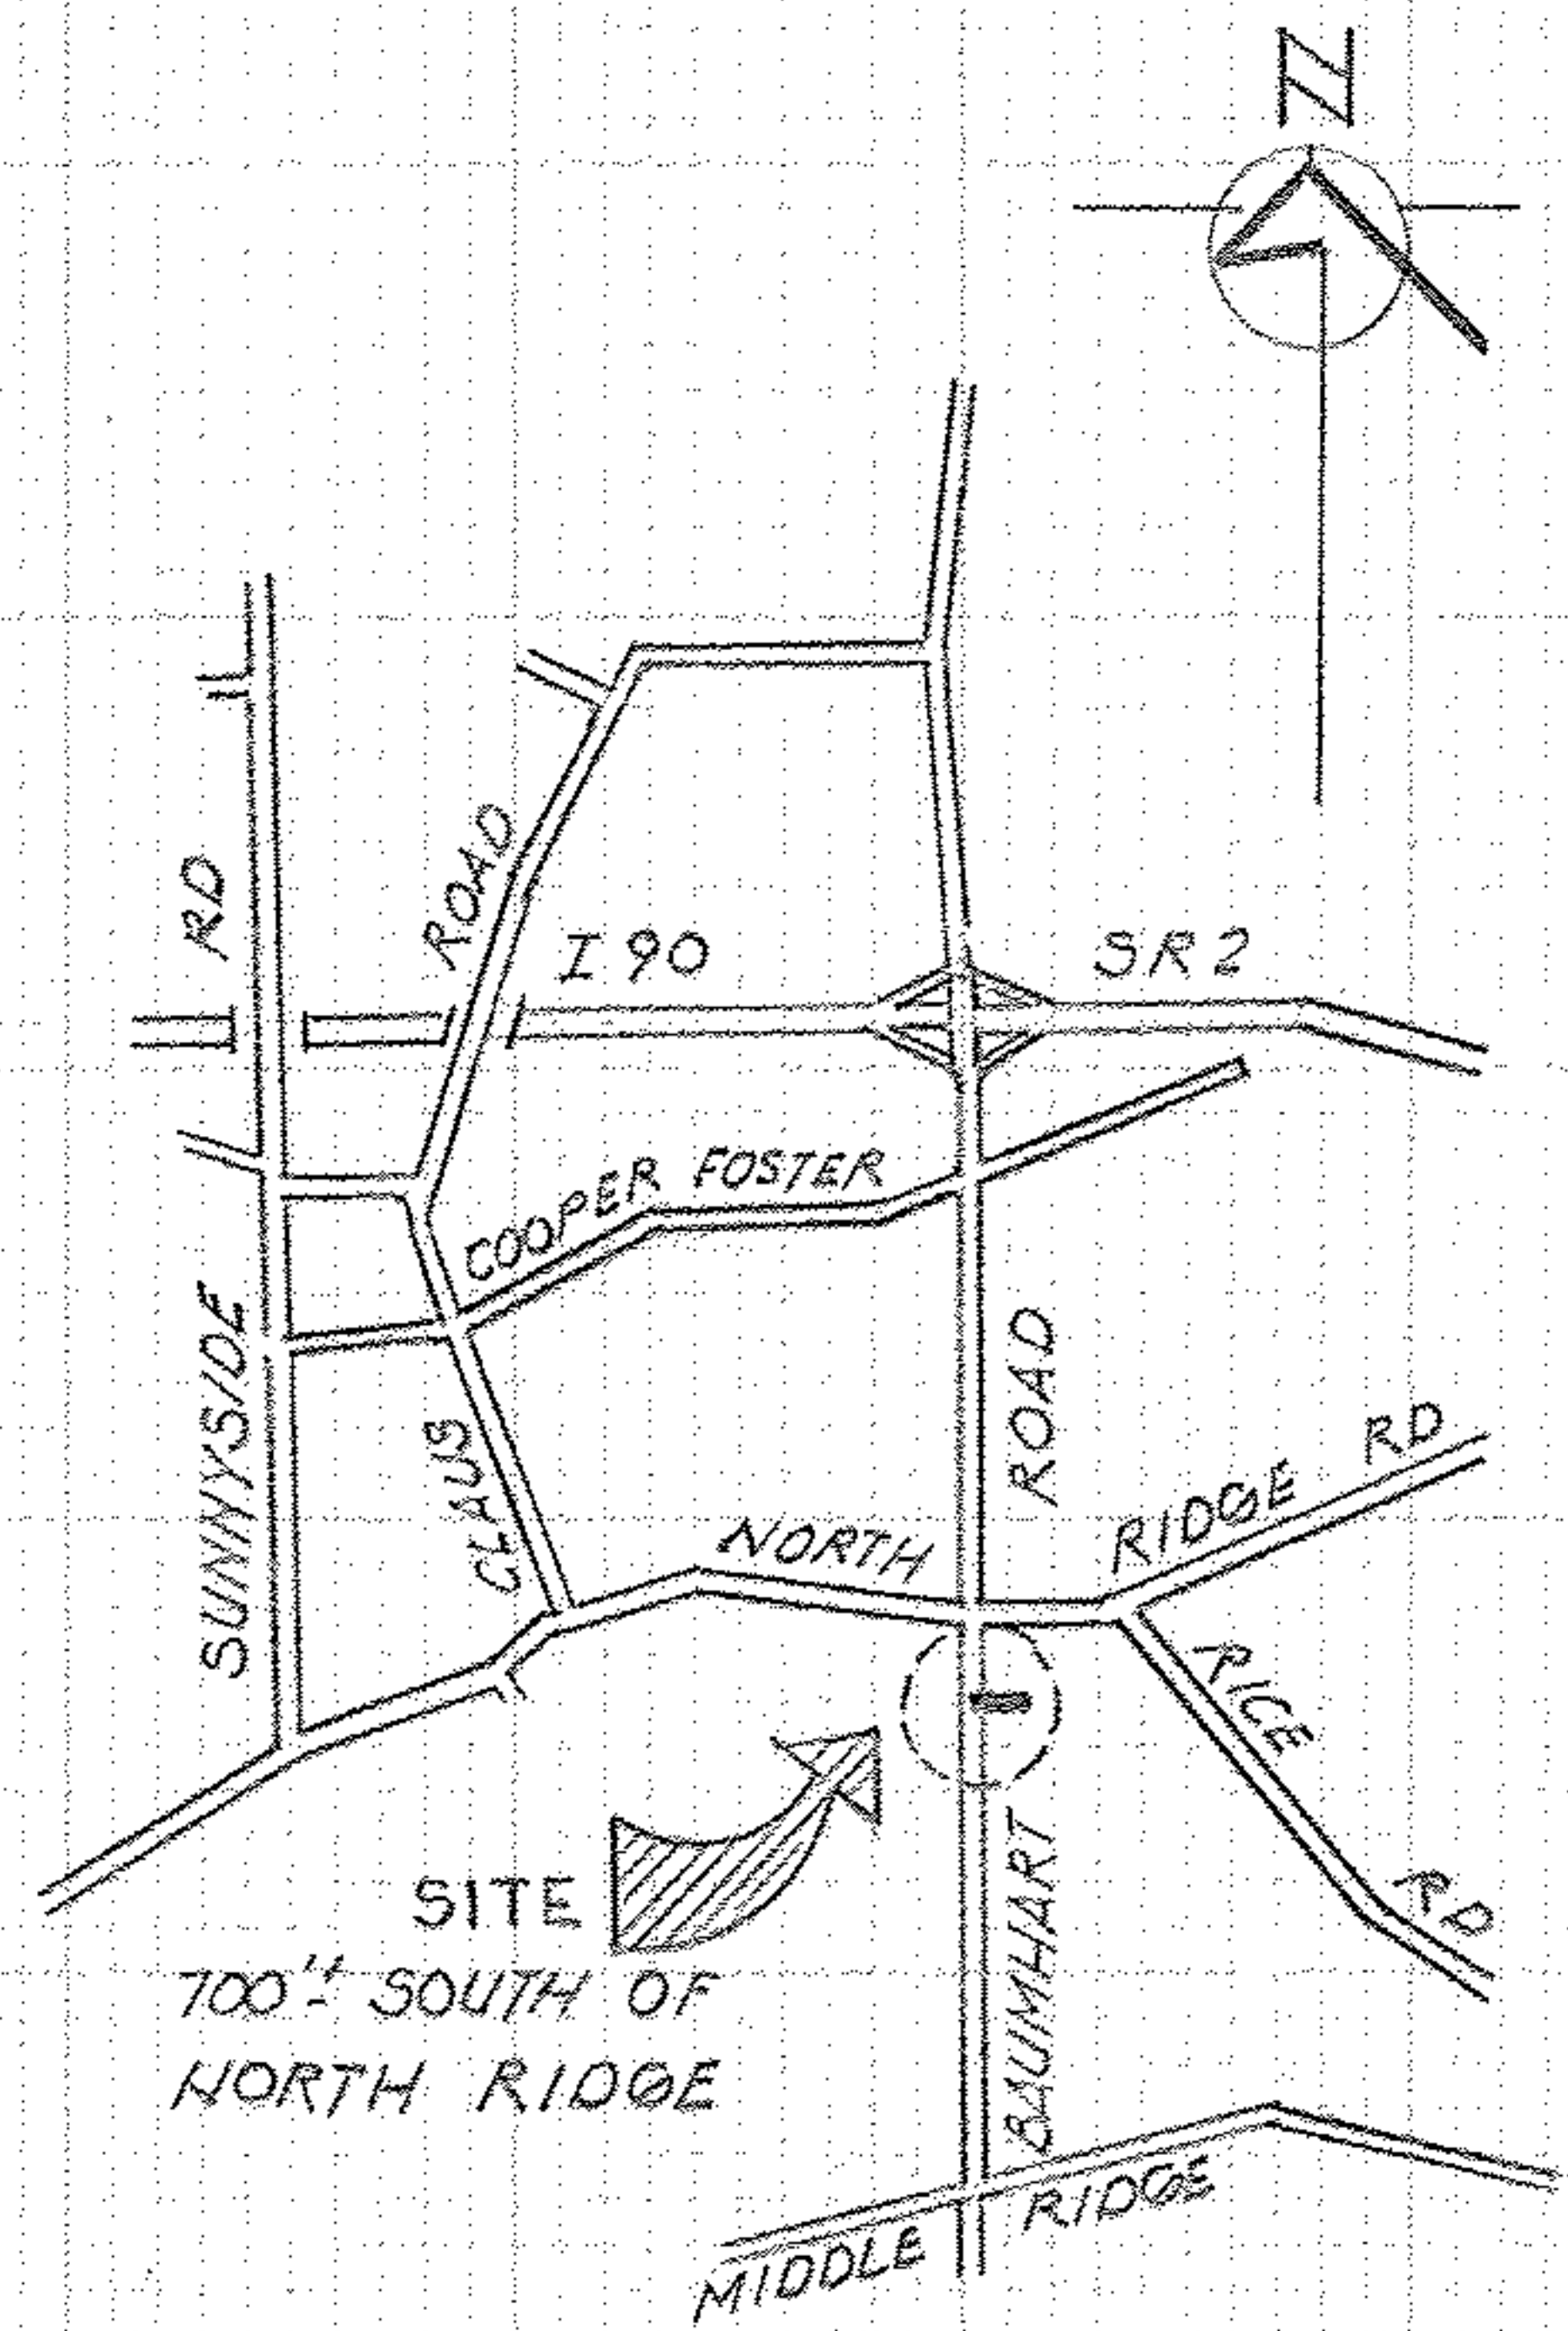 N
RD
ROAD
I 90
SR 2
COOPER FOSTER
SUNNYSIDE
CLAUS
ROAD
NORTH
RIDGE RD
RICE
RD
SITE
700'± SOUTH OF
NORTH RIDGE
BAUMHART
MIDDLE
RIDGE